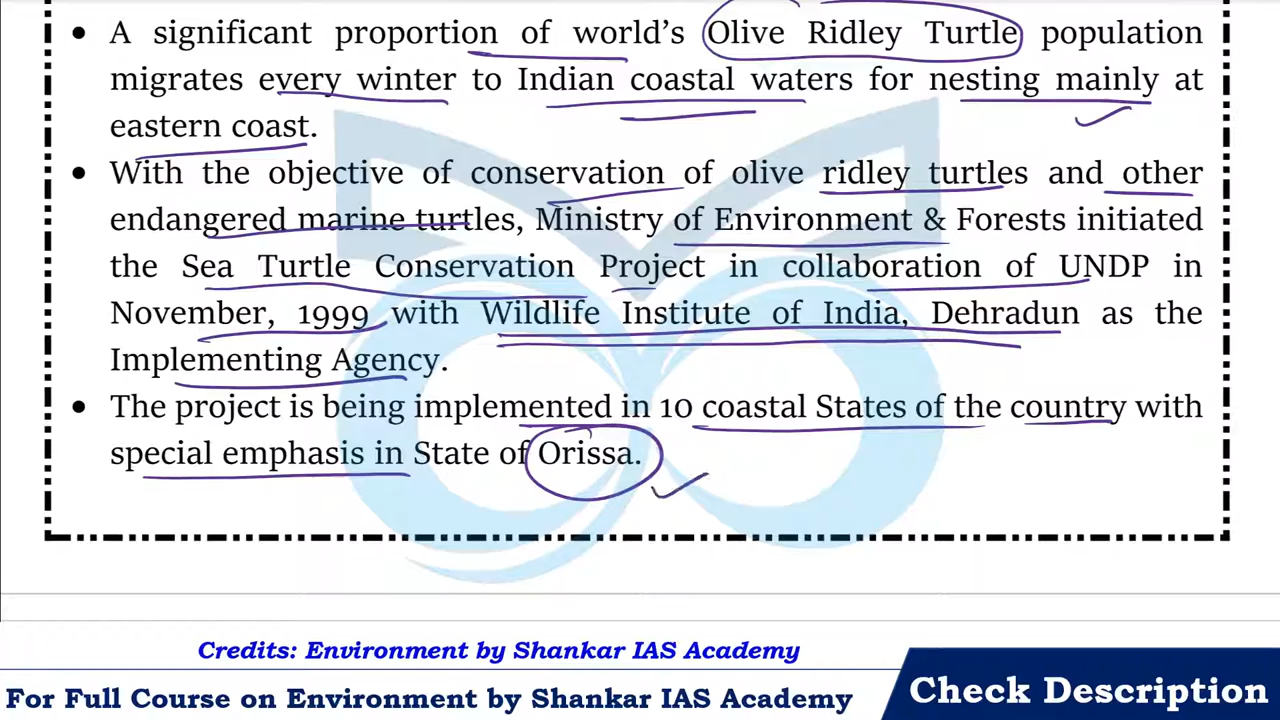 • A significant proportion of world's Olive Ridley Turtle population
migrates every winter to Indian coastal waters for nesting mainly at
eastern coast.
• With the objective of conservation of olive ridley turtles and other
endangered marine turtles, Ministry of Environment & Forests initiated
the Sea Turtle Conservation Project in collaboration of UNDP in
November, 1999 with Wildlife Institute of India, Dehradun as the
Implementing Agency.
• The project is being implemented in 10 coastal States of the country with
special emphasis in State of Orissa.
Credits: Environment by Shankar IAS Academy
For Full Course on Environment by Shankar IAS Academy
Check Description